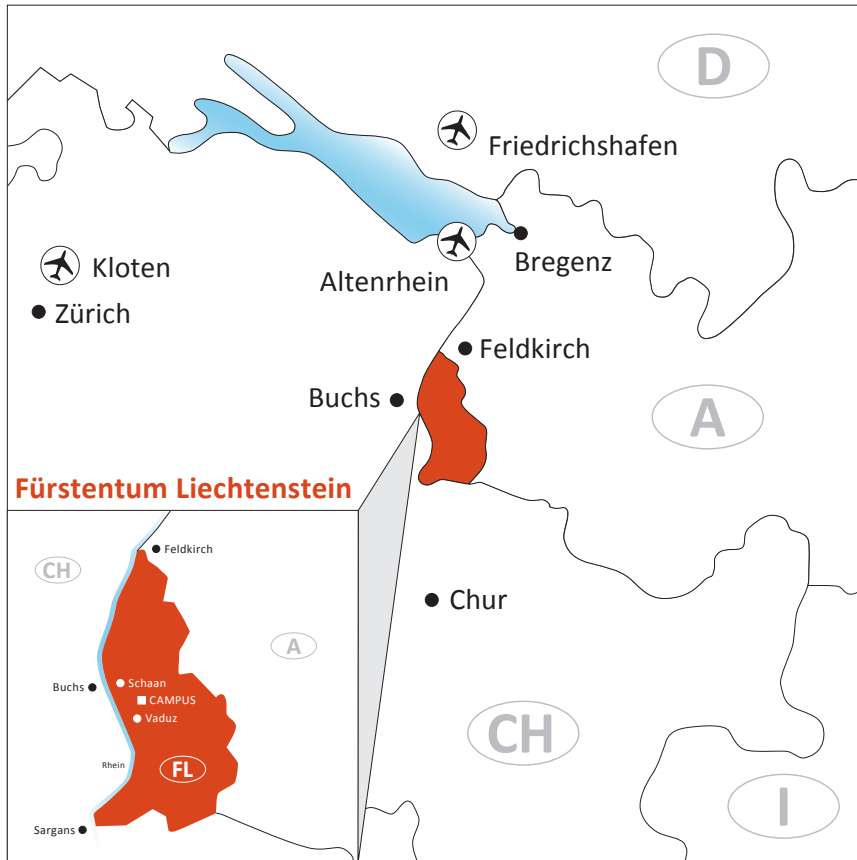 D
Friedrichshafen
Kloten
Bregenz
Altenrhein
Zürich
Feldkirch
Buchs
A
Fürstentum Liechtenstein
Feldkirch
CH
Chur
A
Schaan
Buchs
CAMPUS
Vaduz
CH
Rhein
FL
I
Sargans